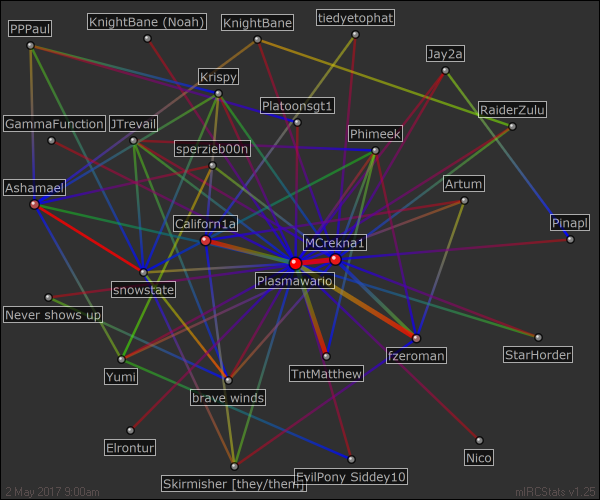 tiedyetophat
KnightBane (Noah)
KnightBane
PPPaul
Jay2a
Krispy
Platoonsgt1
RaiderZulu
GammaFunction
JTrevail
Phimeek
sperzieb00n
Ashamael
Artum
Californ1a
Pinapl
MCrekna1
Plasmawario
snowstate
Never shows up
StarHorder
fzeroman
TntMatthew
Yumi
brave winds
Elrontur
Nico
EvilPony Siddey10
Skirmisher [they/them]
2 May 2017 9:00am
mIRCStats v1.25